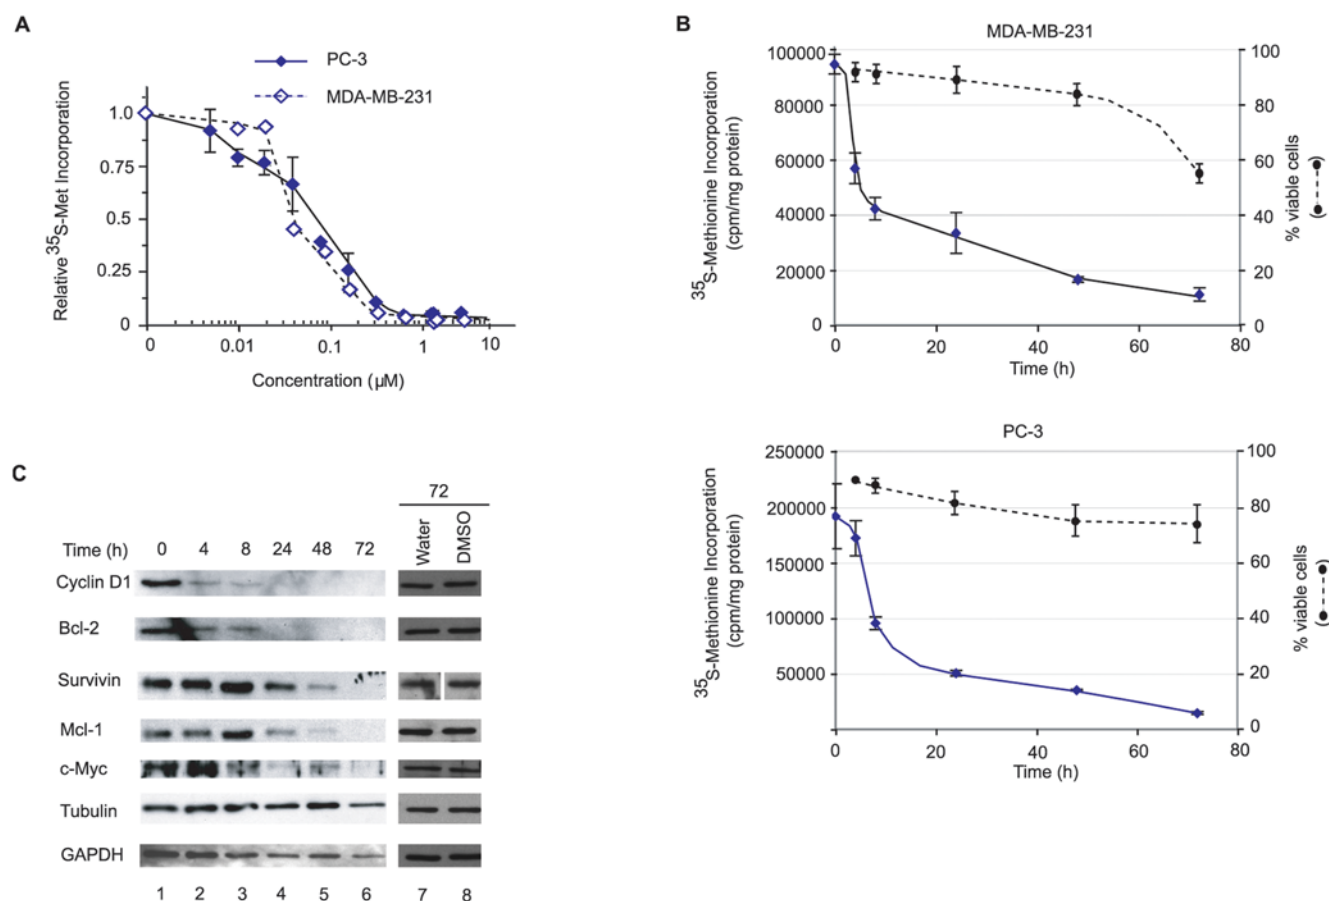 A
PC-3
MDA-MB-231
Relative ³⁵S-Met Incorporation
1.0
0.75
0.5
0.25
0
0 0.01 0.1 1 10
Concentration (µM)
B
MDA-MB-231
³⁵S-Methionine Incorporation
(cpm/mg protein)
100000
80000
60000
40000
20000
0
100
80
60
40
20
0
% viable cells
( )
0 20 40 60 80
Time (h)
PC-3
³⁵S-Methionine Incorporation
(cpm/mg protein)
250000
200000
150000
100000
50000
0
100
80
60
40
20
0
% viable cells
( )
0 20 40 60 80
Time (h)
C
72
Time (h) 0 4 8 24 48 72 Water DMSO
Cyclin D1
Bcl-2
Survivin
Mcl-1
c-Myc
Tubulin
GAPDH
1 2 3 4 5 6 7 8